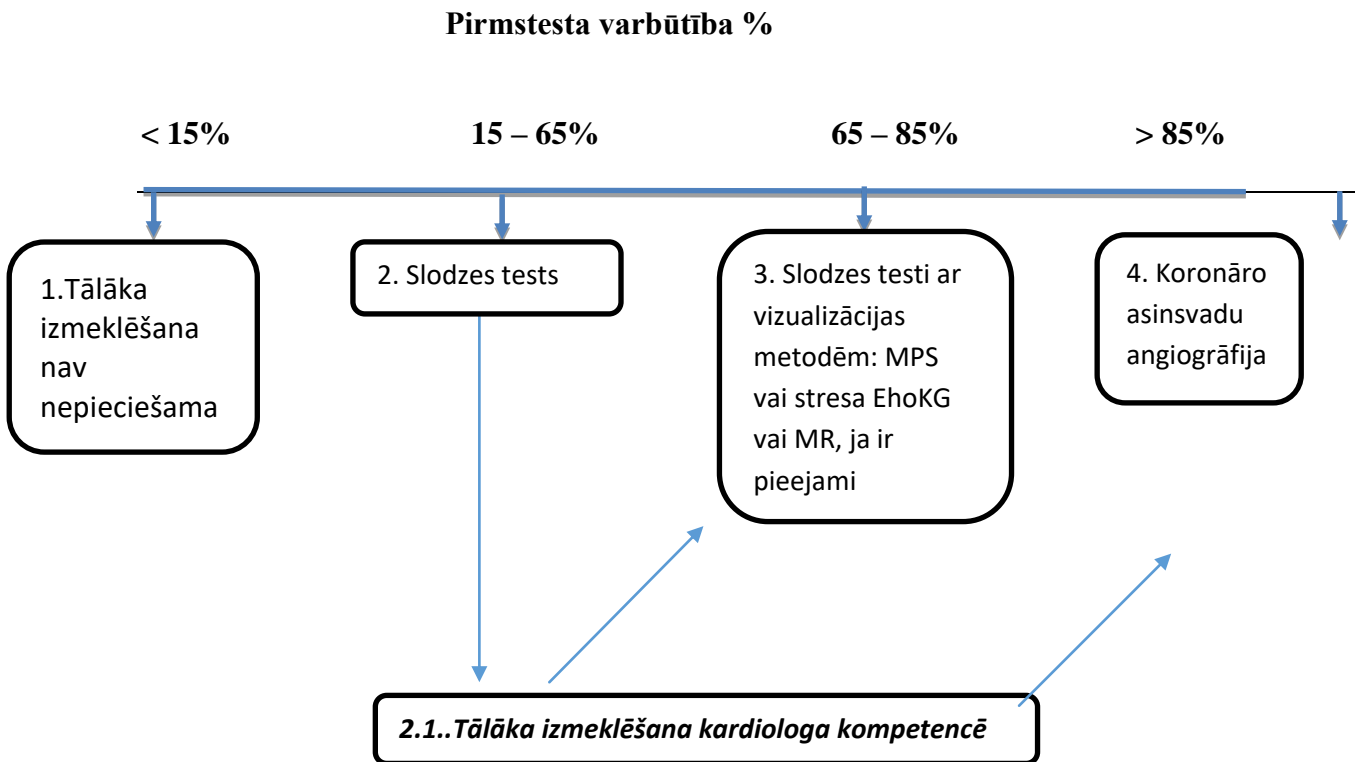 Pirmstesta varbūtība %
< 15%
15 – 65%
65 – 85%
> 85%
1.Tālāka
izmeklēšana
nav
nepieciešama
2. Slodzes tests
3. Slodzes testi ar
vizualizācijas
metodēm: MPS
vai stresa EhoKG
vai MR, ja ir
pieejami
4. Koronāro
asinsvadu
angiogrāfija
2.1..Tālāka izmeklēšana kardiologa kompetencē